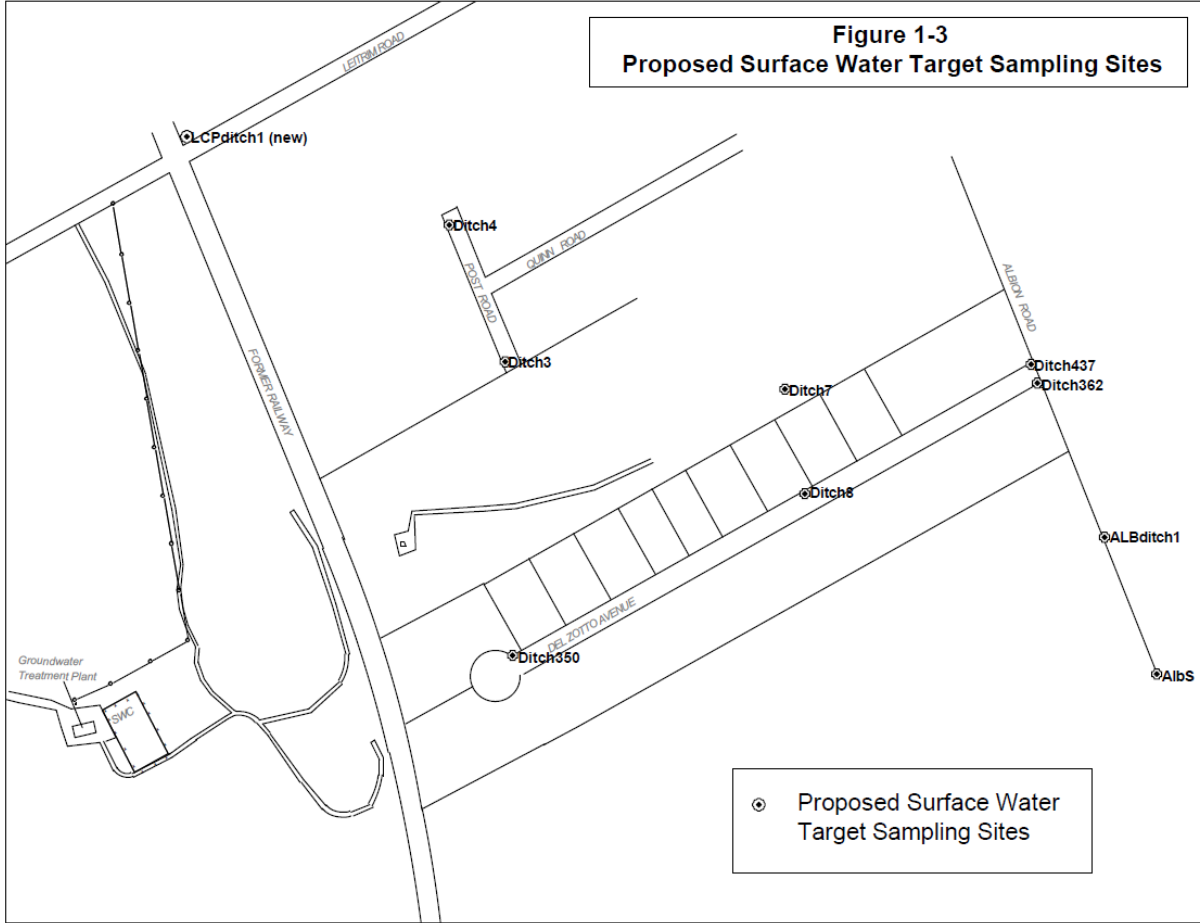 Figure 1-3
Proposed Surface Water Target Sampling Sites
LEITRIM ROAD
LCPditch1 (new)
Ditch4
QUINN ROAD
POST ROAD
ALBION ROAD
FORMER RAILWAY
Ditch3
Ditch437
Ditch362
Ditch7
Ditch8
ALBditch1
DEL ZOTTO AVENUE
Ditch350
Groundwater
Treatment Plant
AlbS
SWC
Proposed Surface Water
Target Sampling Sites